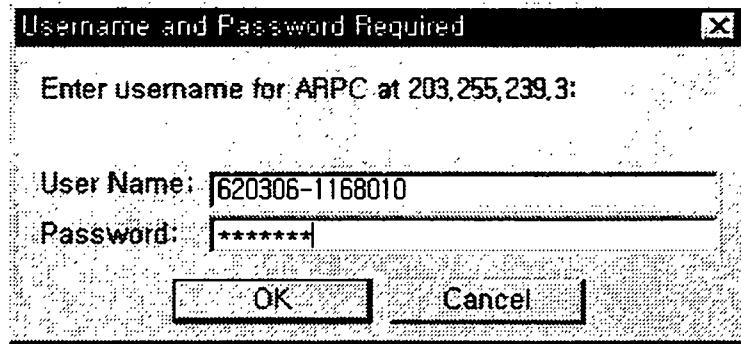 Username and Password Required
Enter username for ARPC at 203,255,239,3:
User Name: 620306-1168010
Password: *******
OK Cancel